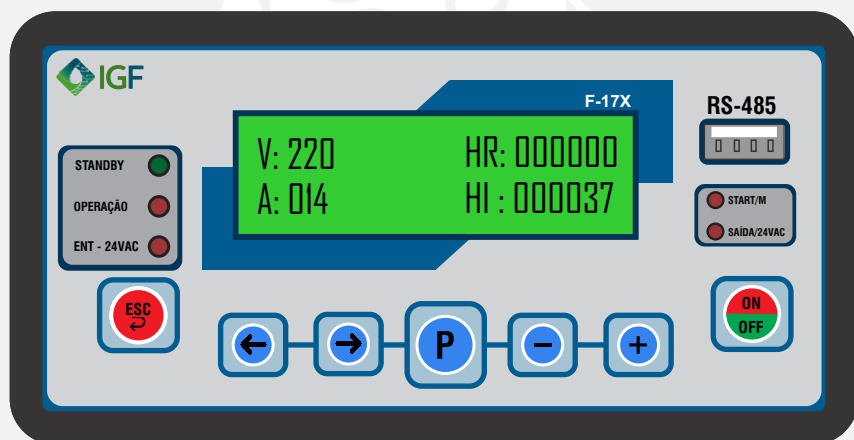 IGF
F-17X
RS-485
V: 220 HR: 000000
A: 014 HI : 000037
STANDBY
OPERAÇÃO
ENT - 24VAC
START/M
SAÍDA/24VAC
ESC
P
ON
OFF